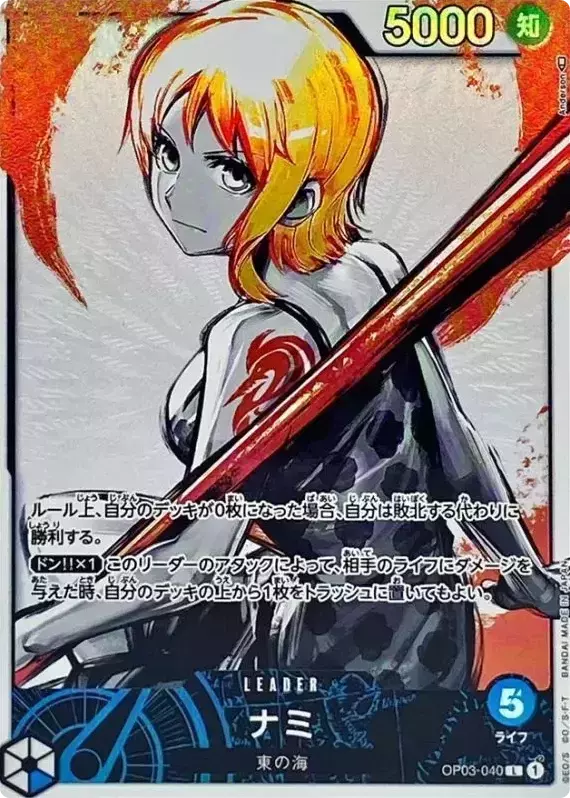 5000 知
Anderson
ルール上、自分のデッキが0枚になった場合、自分は敗北する代わりに
勝利する。
ドン!!×1 このリーダーのアタックによって、相手のライフにダメージを
与えた時、自分のデッキの上から1枚をトラッシュに置いてもよい。
LEADER
ナミ
東の海
5
ライフ
OP03-040 L 1
©E.O/S. ©O./S.F.T BANDAI MADE IN JAPAN